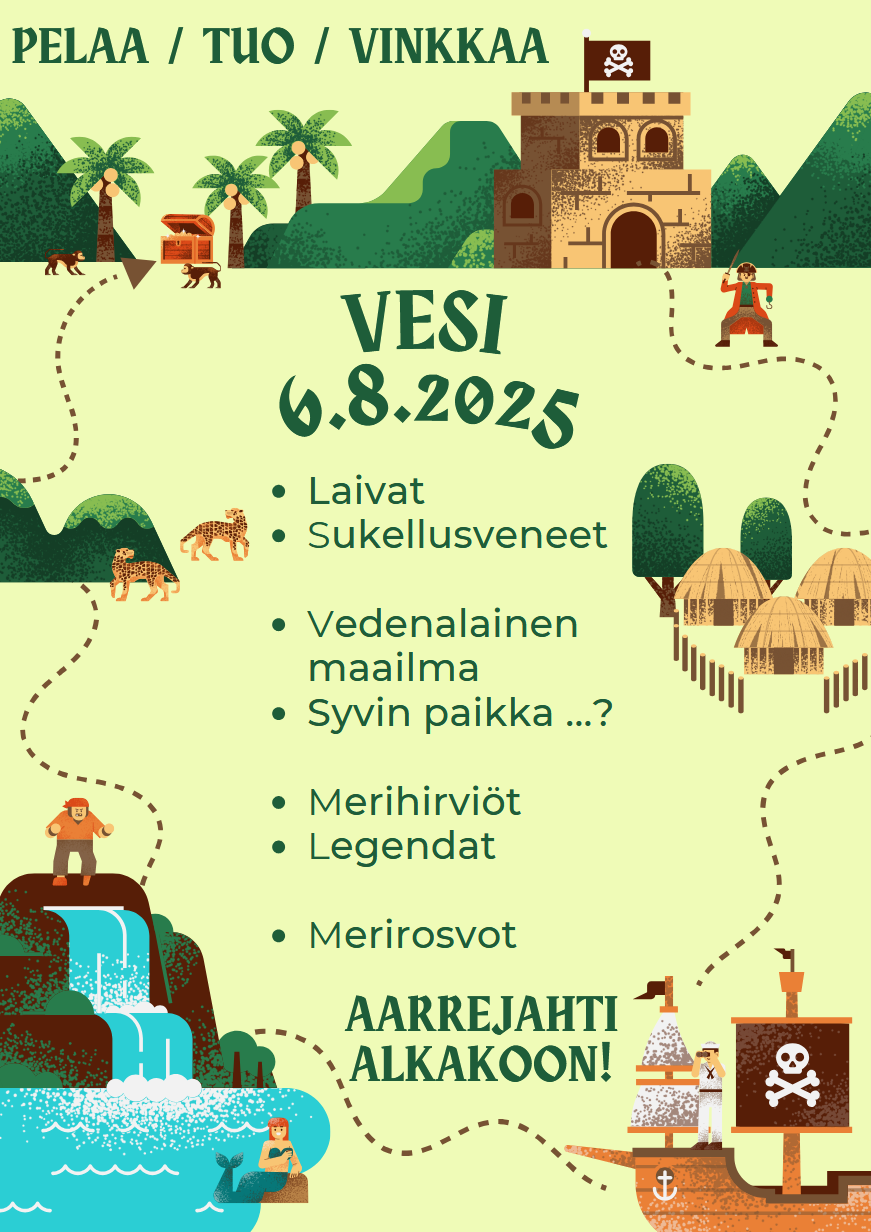 PELAA / TUO / VINKKAA
VESI
6.8.2025
• Laivat
• Sukellusveneet
• Vedenalainen
maailma
• Syvin paikka ...?
• Merihirviöt
• Legendat
• Merirosvot
AARREJAHTI
ALKAKOON!